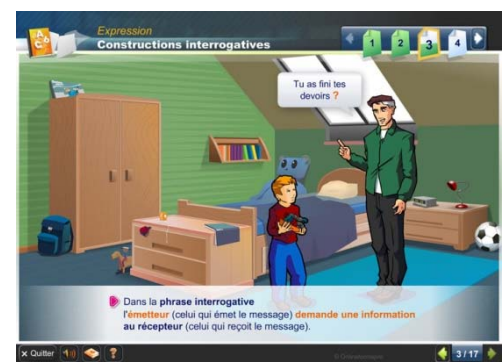 Expression
Constructions interrogatives
1 2 3 4
Tu as fini tes
devoirs ?
Dans la phrase interrogative
l'émetteur (celui qui émet le message) demande une information
au récepteur (celui qui reçoit le message).
× Quitter
?
3 / 17